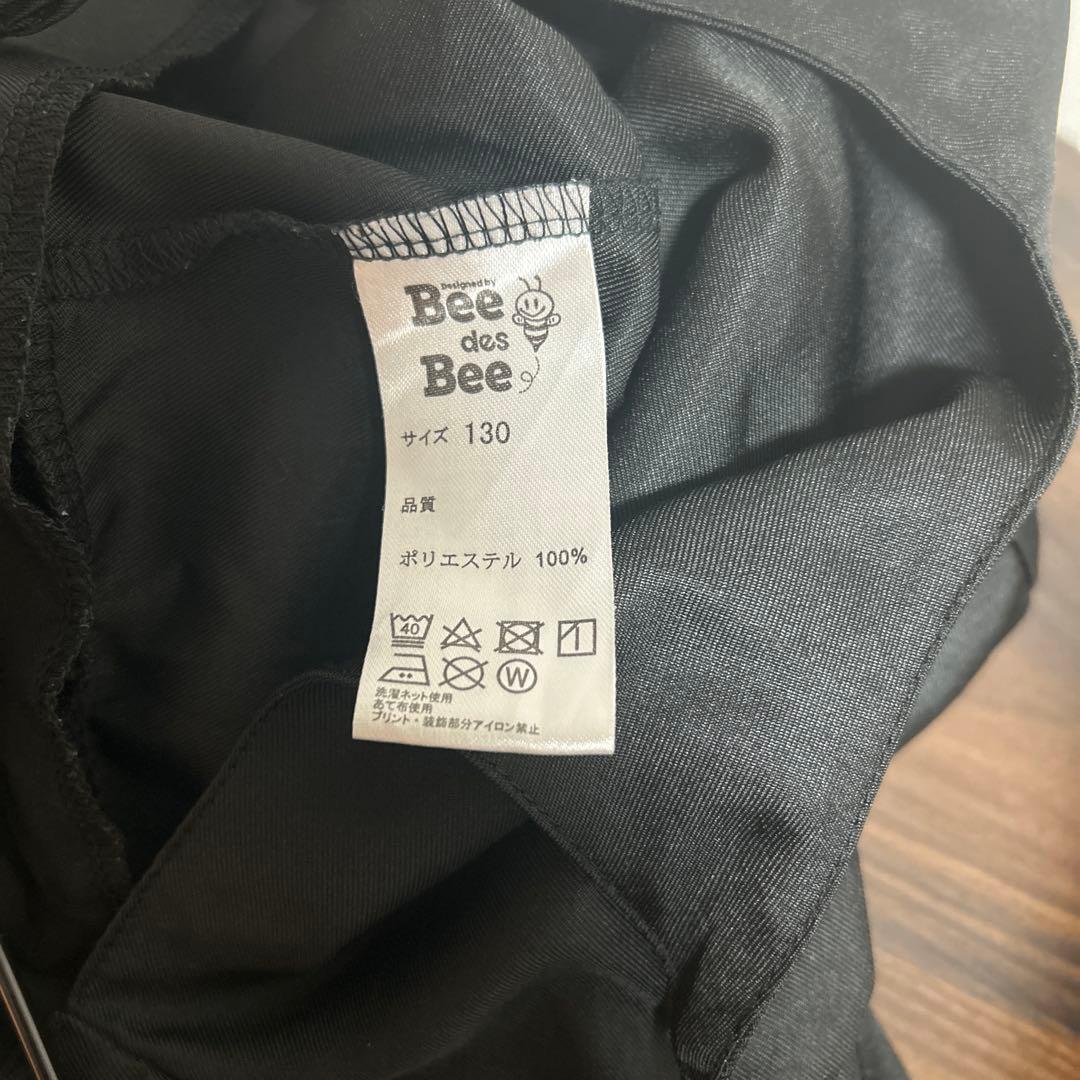 Designed by
Bee
des
Bee
サイズ 130
品質
ポリエステル 100%
40
W
洗濯ネット使用
あて布使用
プリント・装飾部分アイロン禁止